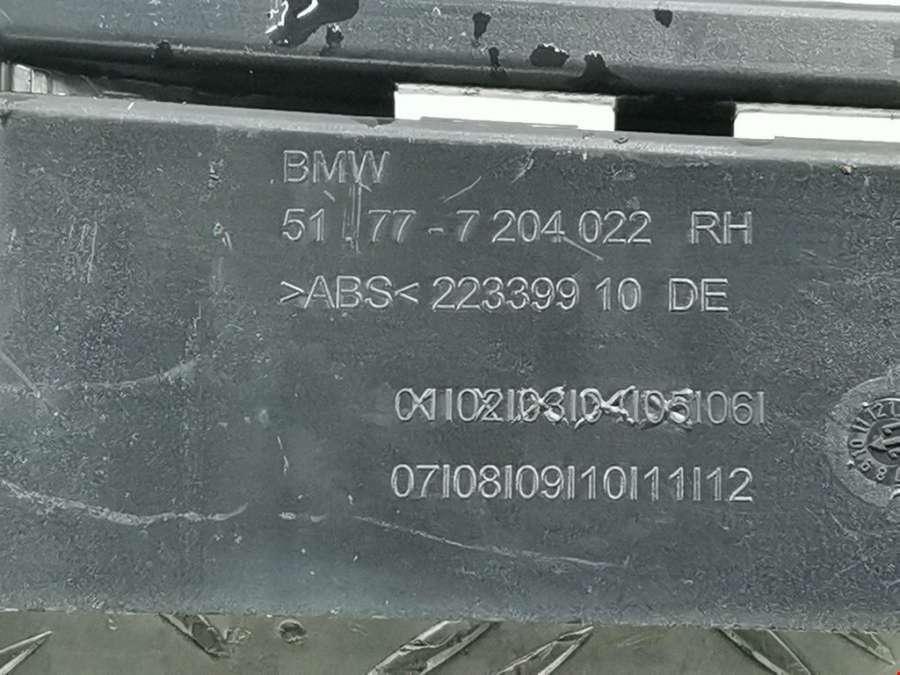 BMW
51 77 - 7 204 022 RH
>ABS< 223399 10 DE
01|02|03|04|05|06|
07|08|09|10|11|12